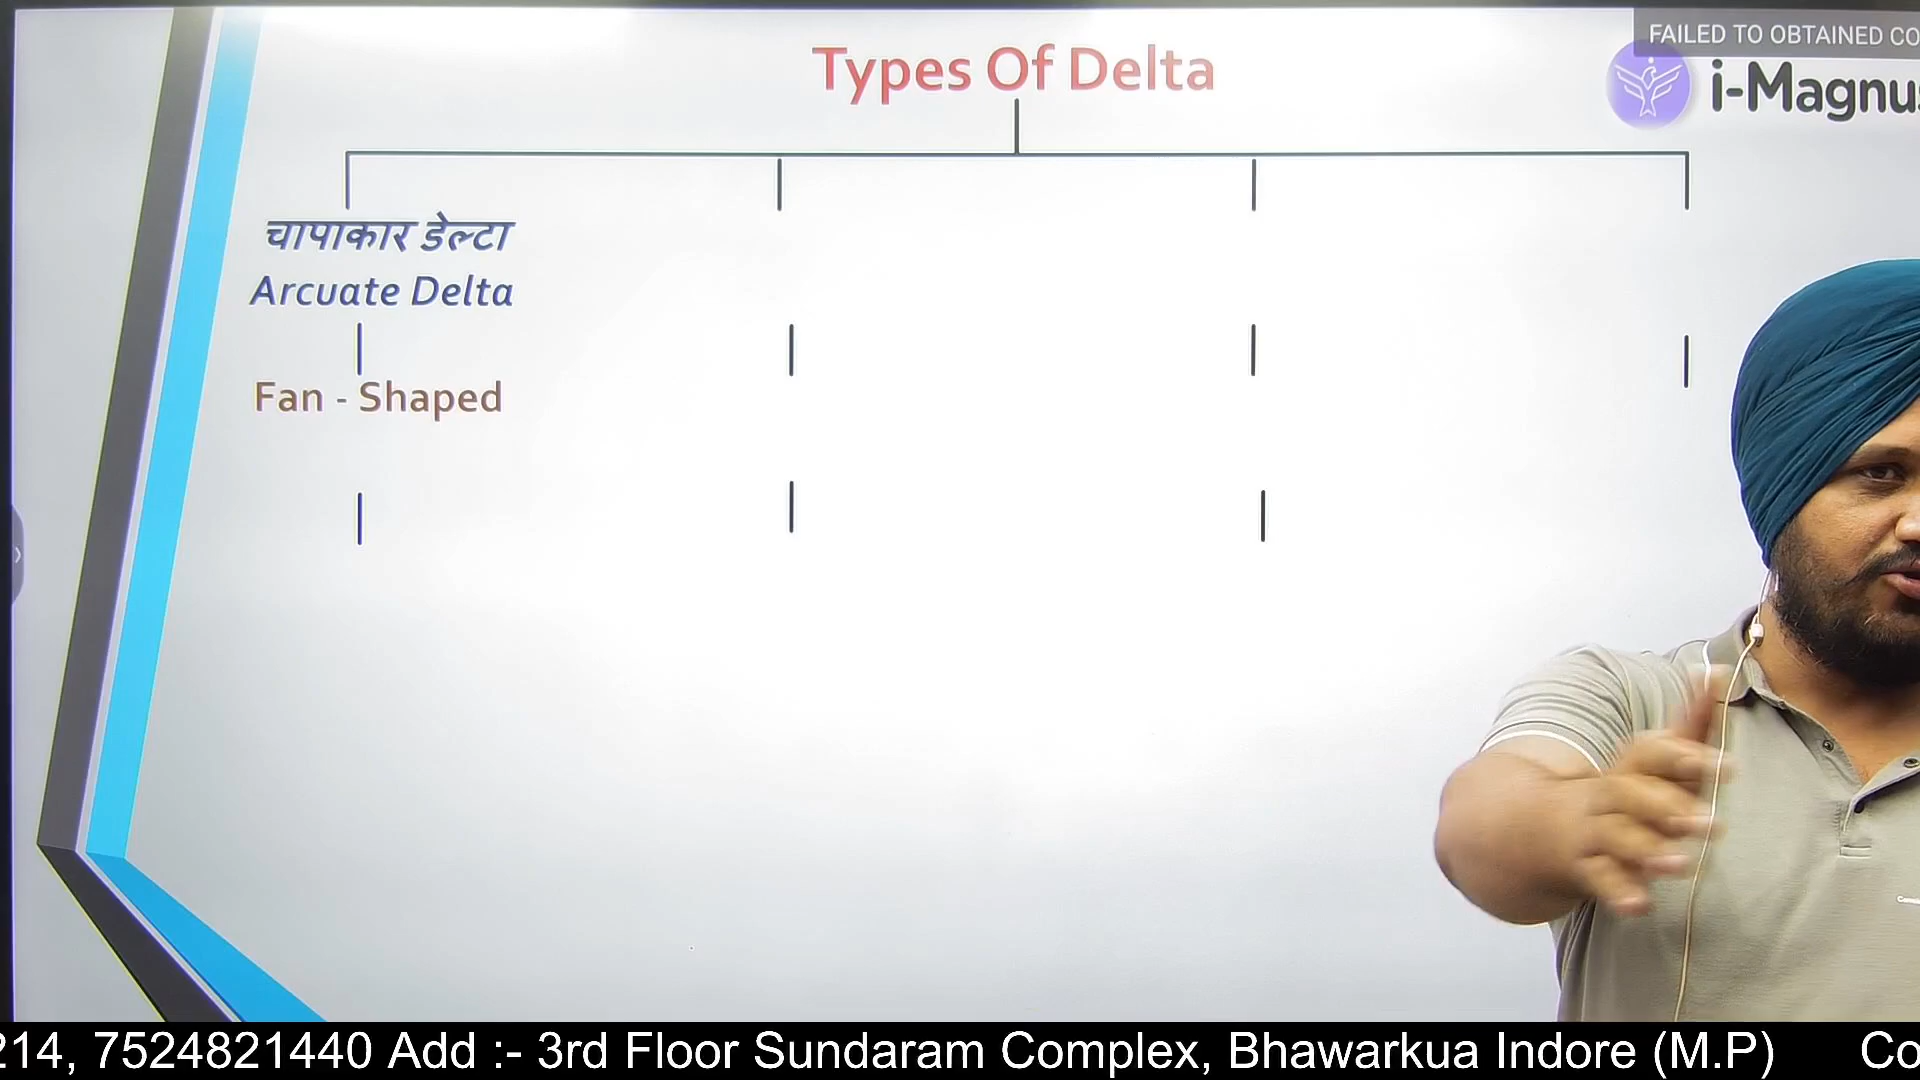 FAILED TO OBTAINED CO
Types Of Delta
i-Magnus
चापाकार डेल्टा
Arcuate Delta
Fan - Shaped
214, 7524821440 Add :- 3rd Floor Sundaram Complex, Bhawarkua Indore (M.P) Co